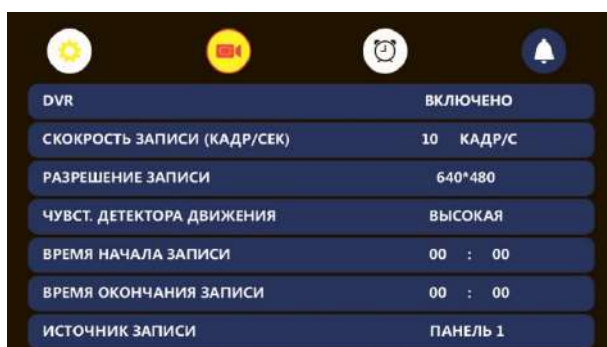 DVR ВКЛЮЧЕНО
СКОКРОСТЬ ЗАПИСИ (КАДР/СЕК) 10 КАДР/С
РАЗРЕШЕНИЕ ЗАПИСИ 640*480
ЧУВСТ. ДЕТЕКТОРА ДВИЖЕНИЯ ВЫСОКАЯ
ВРЕМЯ НАЧАЛА ЗАПИСИ 00 : 00
ВРЕМЯ ОКОНЧАНИЯ ЗАПИСИ 00 : 00
ИСТОЧНИК ЗАПИСИ ПАНЕЛЬ 1